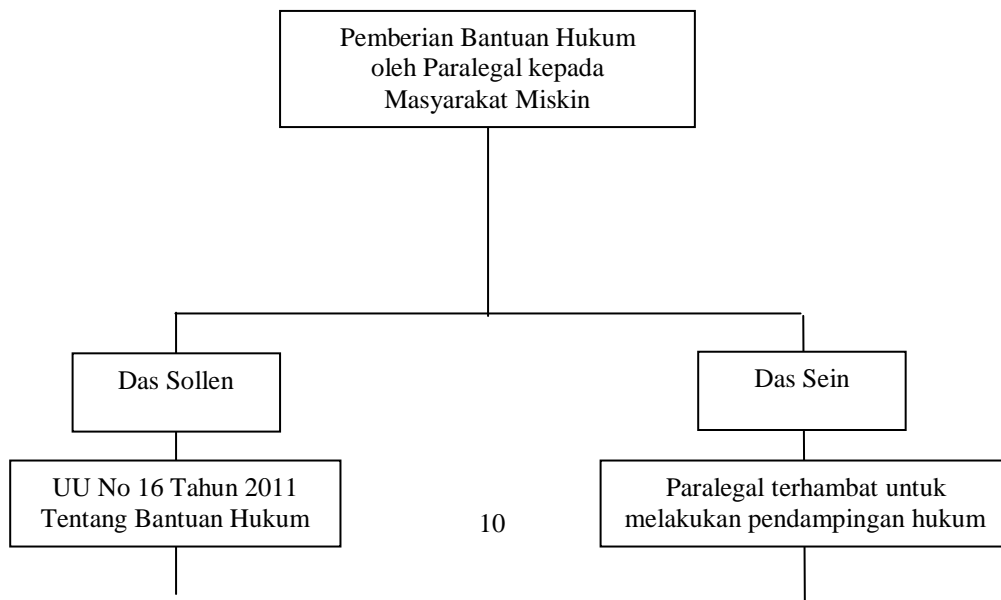 Pemberian Bantuan Hukum
oleh Paralegal kepada
Masyarakat Miskin
Das Sollen
Das Sein
UU No 16 Tahun 2011
Tentang Bantuan Hukum
Paralegal terhambat untuk
melakukan pendampingan hukum
10